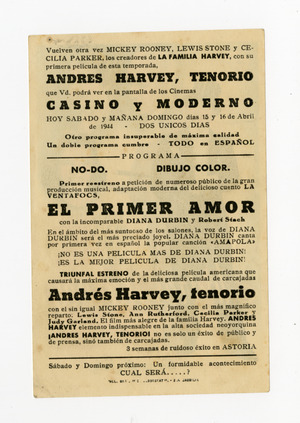 Vuelven otra vez MICKEY ROONEY, LEWIS STONE y CE-
CILIA PARKER, los creadores de LA FAMILIA HARVEY, con su
primera película de esta temporada,
ANDRES HARVEY, TENORIO
que Vd. podrá ver en la pantalla de los Cinemas
CASINO y MODERNO
HOY SABADO y MAÑANA DOMINGO días 15 y 16 de Abril
de 1944 DOS UNICOS DIAS
Otro programa insuperable de máxima calidad
Un doble programa cumbre - TODO en ESPAÑOL
PROGRAMA
NO-DO. DIBUJO COLOR.
Primer reestreno a petición de numeroso público de la gran
producción musical, adaptación moderna del delicioso cuento LA
VENTAFOCS,
EL PRIMER AMOR
con la incomparable DIANA DURBIN y Robert Stack
En el ámbito del más suntuoso de los salones, la voz de DIANA
DURBIN será el más preciado joyel. DIANA DURBIN canta
por primera vez en español la popular canción «AMAPOLA»
¡NO ES UNA PELICULA MAS DE DIANA DURBIN!
¡ES LA MEJOR PELICULA DE DIANA DURBIN!
TRIUNFAL ESTRENO de la deliciosa película americana que
causará la máxima emoción y el más grande caudal de carcajadas
Andrés Harvey, tenorio
con el sin igual MICKEY ROONEY junto con el más magnífico
reparto: Lewis Stone, Ann Rutherford, Cecilia Parker y
Judy Garland. El film más alegre de la familia Harvey. ANDRES
HARVEY elemento indispensable en la alta sociedad neoyorquina
¡ANDRES HARVEY, TENORIO! no es solo un éxito de público y
de prensa, sinó también de carcajadas.
3 semanas de ruidoso éxito en ASTORIA
Sábado y Domingo próximo: Un formidable acontecimiento
CUAL SERÁ.....?